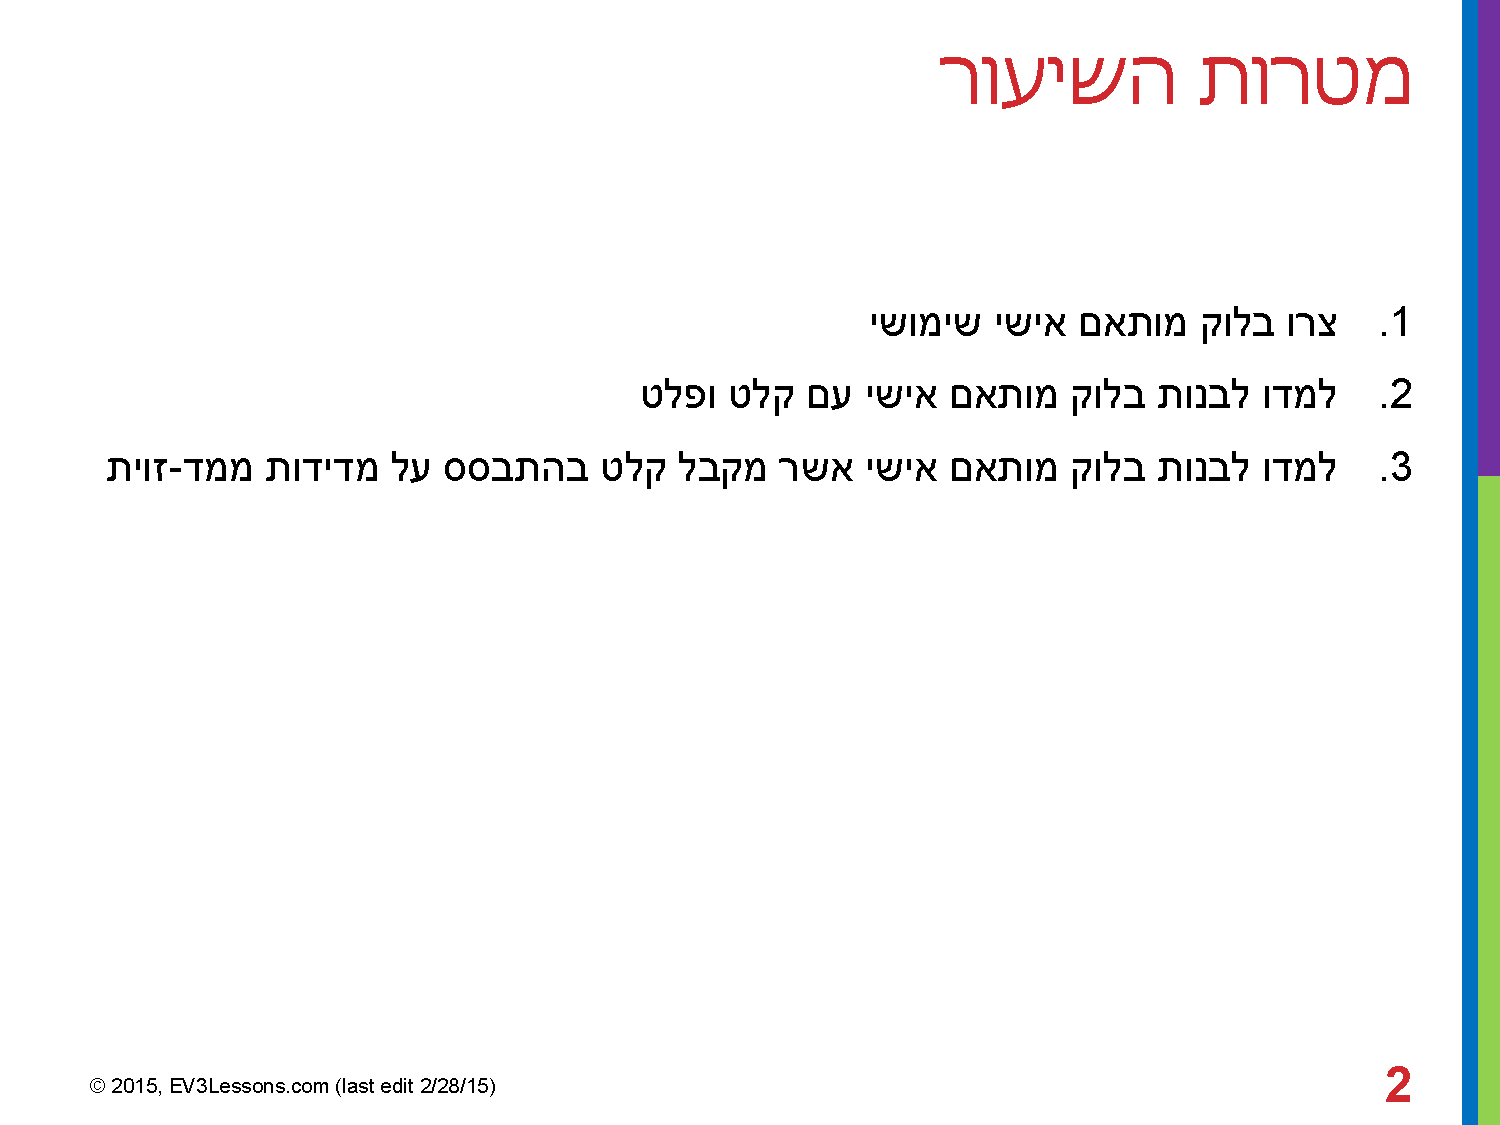 מטרות השיעור
1. צרו בלוק מותאם אישי שימושי
2. למדו לבנות בלוק מותאם אישי עם קלט ופלט
3. למדו לבנות בלוק מותאם אישי אשר מקבל קלט בהתבסס על מדידות ממד-זוית
© 2015, EV3Lessons.com (last edit 2/28/15)
2